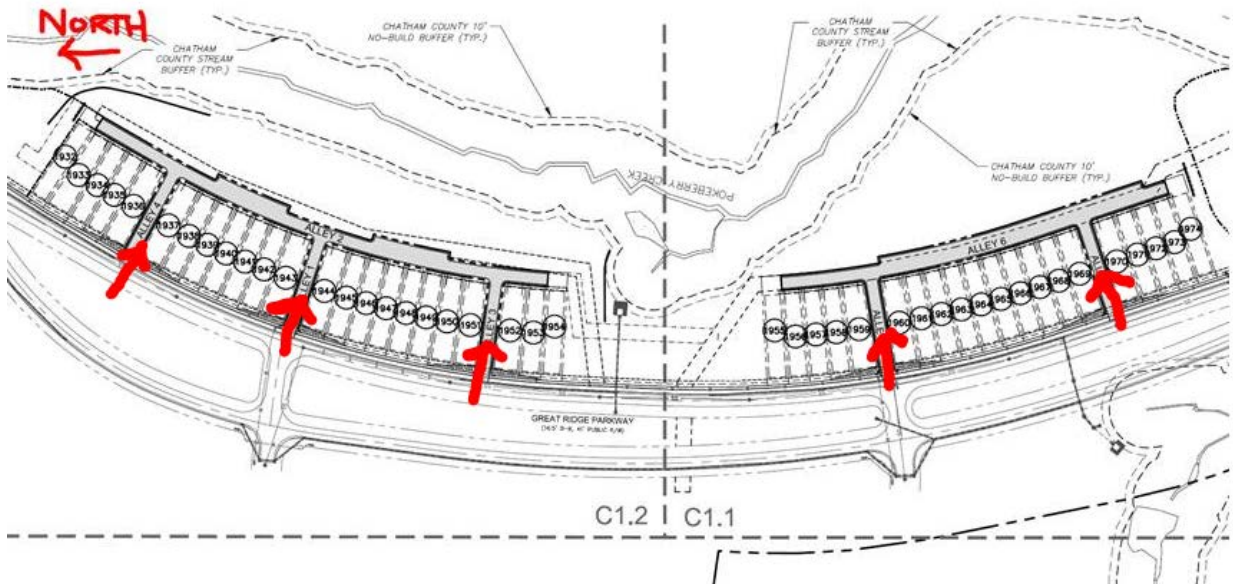 NORTH
CHATHAM COUNTY 10'
NO-BUILD BUFFER (TYP.)
CHATHAM
COUNTY STREAM
BUFFER (TYP.)
CHATHAM
COUNTY STREAM
BUFFER (TYP.)
CHATHAM COUNTY 10'
NO-BUILD BUFFER (TYP.)
POKEBERRY CREEK
1932
1933
1934
1935
1936
ALLEY 4
1937
1938
1939
1940
1941
1942
1943
ALLEY 2
1944
1945
1946
1947
1948
1949
1950
1951
1952
1953
1954
1955
1956
1957
1958
1959
ALLEY 6
1960
1961
1962
1963
1964
1965
1966
1967
1968
1969
1970
1971
1972
1973
1974
GREAT RIDGE PARKWAY
C1.2
C1.1